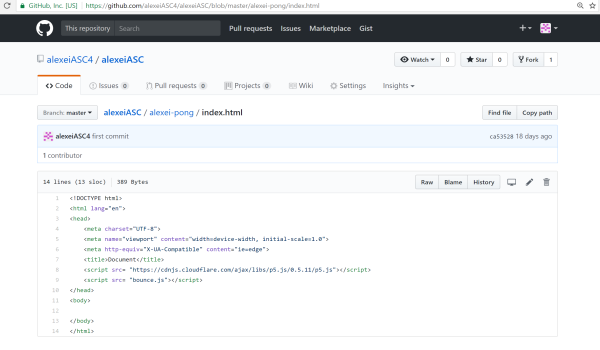 GitHub, Inc. [US] https://github.com/alexeiASC4/alexeiASC/blob/master/alexei-pong/index.html
This repository Search Pull requests Issues Marketplace Gist
alexeiASC4 / alexeiASC Watch 0 Star 0 Fork 1
Code Issues 0 Pull requests 0 Projects 0 Wiki Settings Insights
Branch: master alexeiASC / alexei-pong / index.html Find file Copy path
alexeiASC4 first commit ca53528 18 days ago
1 contributor
14 lines (13 sloc) 389 Bytes Raw Blame History
1 <!DOCTYPE html>
2 <html lang="en">
3 <head>
4 <meta charset="UTF-8">
5 <meta name="viewport" content="width=device-width, initial-scale=1.0">
6 <meta http-equiv="X-UA-Compatible" content="ie=edge">
7 <title>Document</title>
8 <script src= "https://cdnjs.cloudflare.com/ajax/libs/p5.js/0.5.11/p5.js"></script>
9 <script src= "bounce.js"></script>
10 </head>
11 <body>
12
13 </body>
14 </html>